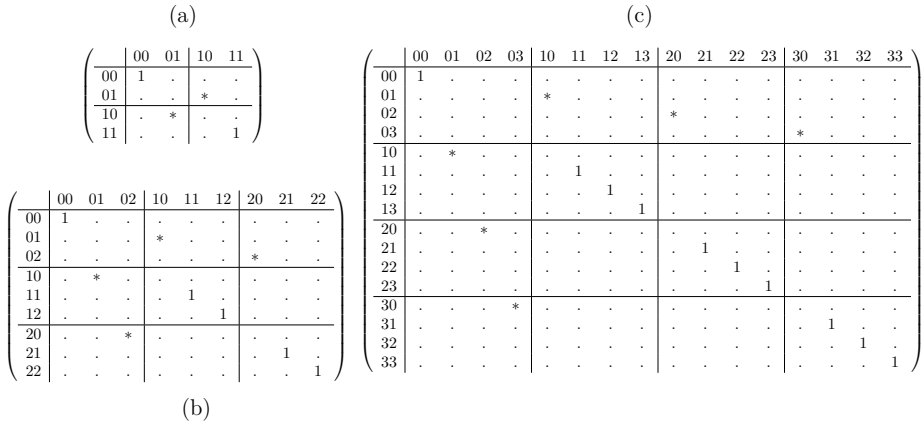 (a)
00 01 10 11
00 1 . . .
01 . . * .
10 . * . .
11 . . . 1
00 01 02 10 11 12 20 21 22
00 1 . . . . . . . .
01 . . . * . . . . .
02 . . . . . . * . .
10 . * . . . . . . .
11 . . . . 1 . . . .
12 . . . . . 1 . . .
20 . . * . . . . . .
21 . . . . . . . 1 .
22 . . . . . . . . 1
(b)
(c)
00 01 02 03 10 11 12 13 20 21 22 23 30 31 32 33
00 1 . . . . . . . . . . . . . . .
01 . . . . * . . . . . . . . . . .
02 . . . . . . . . * . . . . . . .
03 . . . . . . . . . . . . * . . .
10 . * . . . . . . . . . . . . . .
11 . . . . . 1 . . . . . . . . . .
12 . . . . . . 1 . . . . . . . . .
13 . . . . . . . 1 . . . . . . . .
20 . . * . . . . . . . . . . . . .
21 . . . . . . . . . 1 . . . . . .
22 . . . . . . . . . . 1 . . . . .
23 . . . . . . . . . . . 1 . . . .
30 . . . * . . . . . . . . . . . .
31 . . . . . . . . . . . . . 1 . .
32 . . . . . . . . . . . . . . 1 .
33 . . . . . . . . . . . . . . . 1